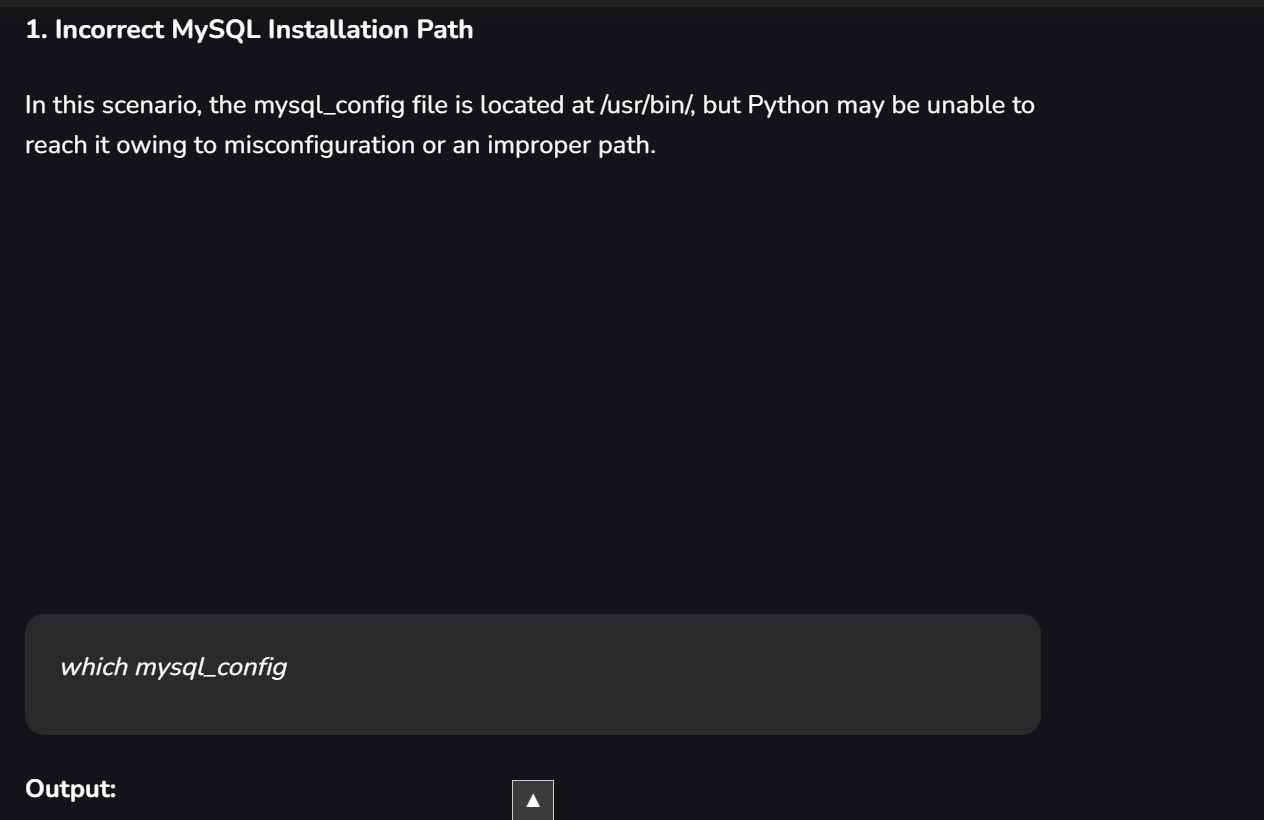 1. Incorrect MySQL Installation Path
In this scenario, the mysql_config file is located at /usr/bin/, but Python may be unable to
reach it owing to misconfiguration or an improper path.
which mysql_config
Output: